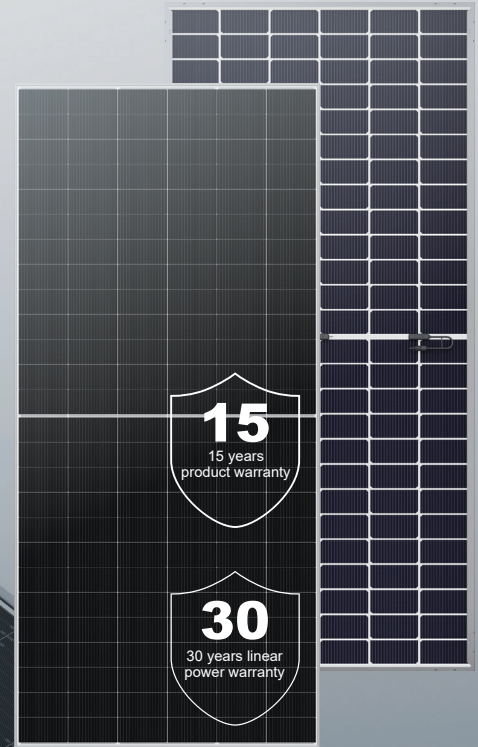 15
15 years
product warranty
30
30 years linear
power warranty